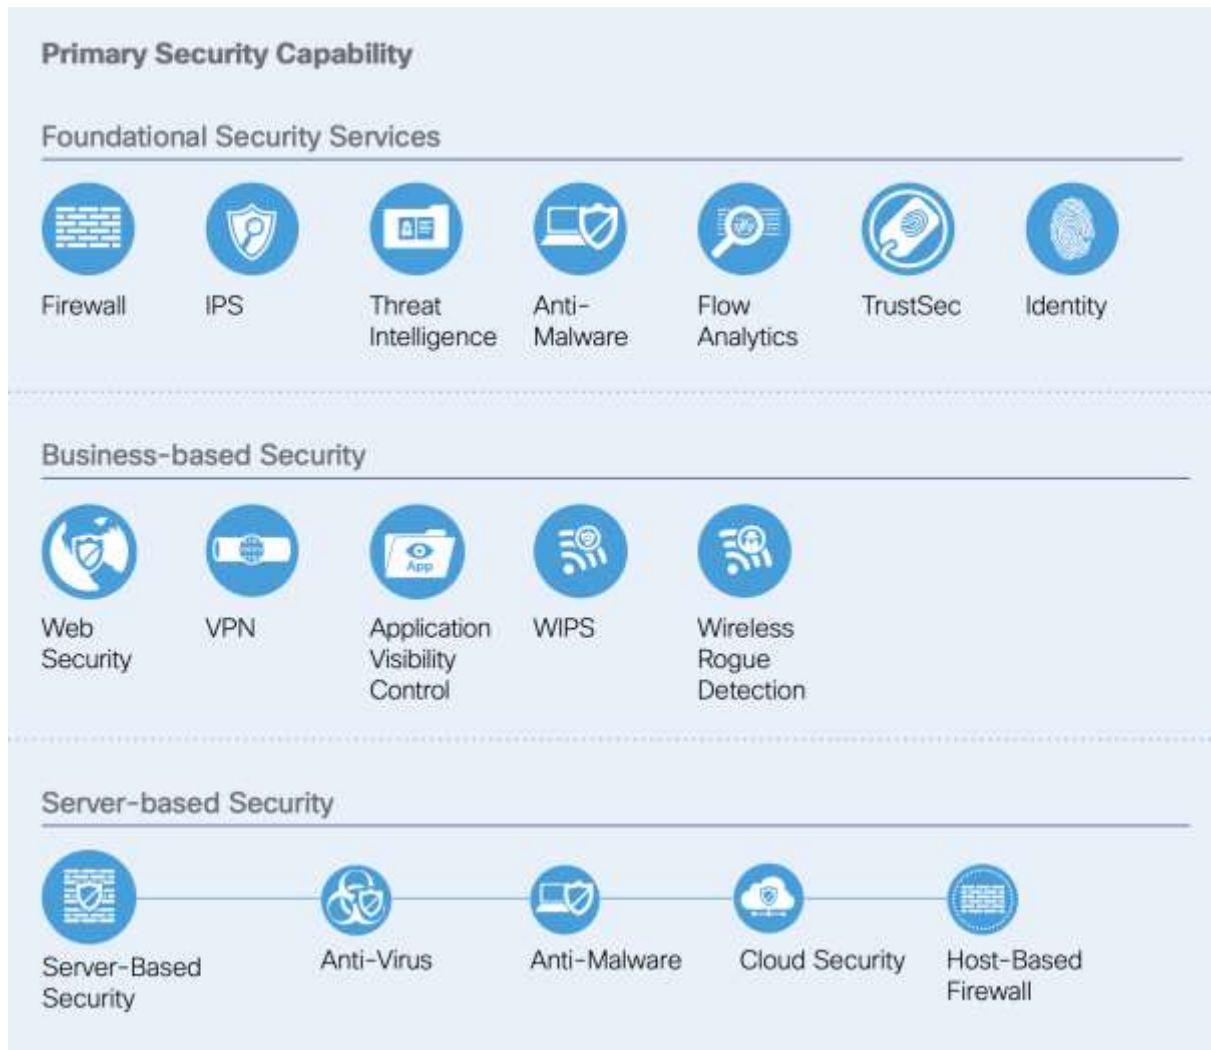 Primary Security Capability
Foundational Security Services
Firewall
IPS
Threat
Intelligence
Anti-
Malware
Flow
Analytics
TrustSec
Identity
Business-based Security
Web
Security
VPN
App
Application
Visibility
Control
WIPS
Wireless
Rogue
Detection
Server-based Security
Server-Based
Security
Anti-Virus
Anti-Malware
Cloud Security
Host-Based
Firewall